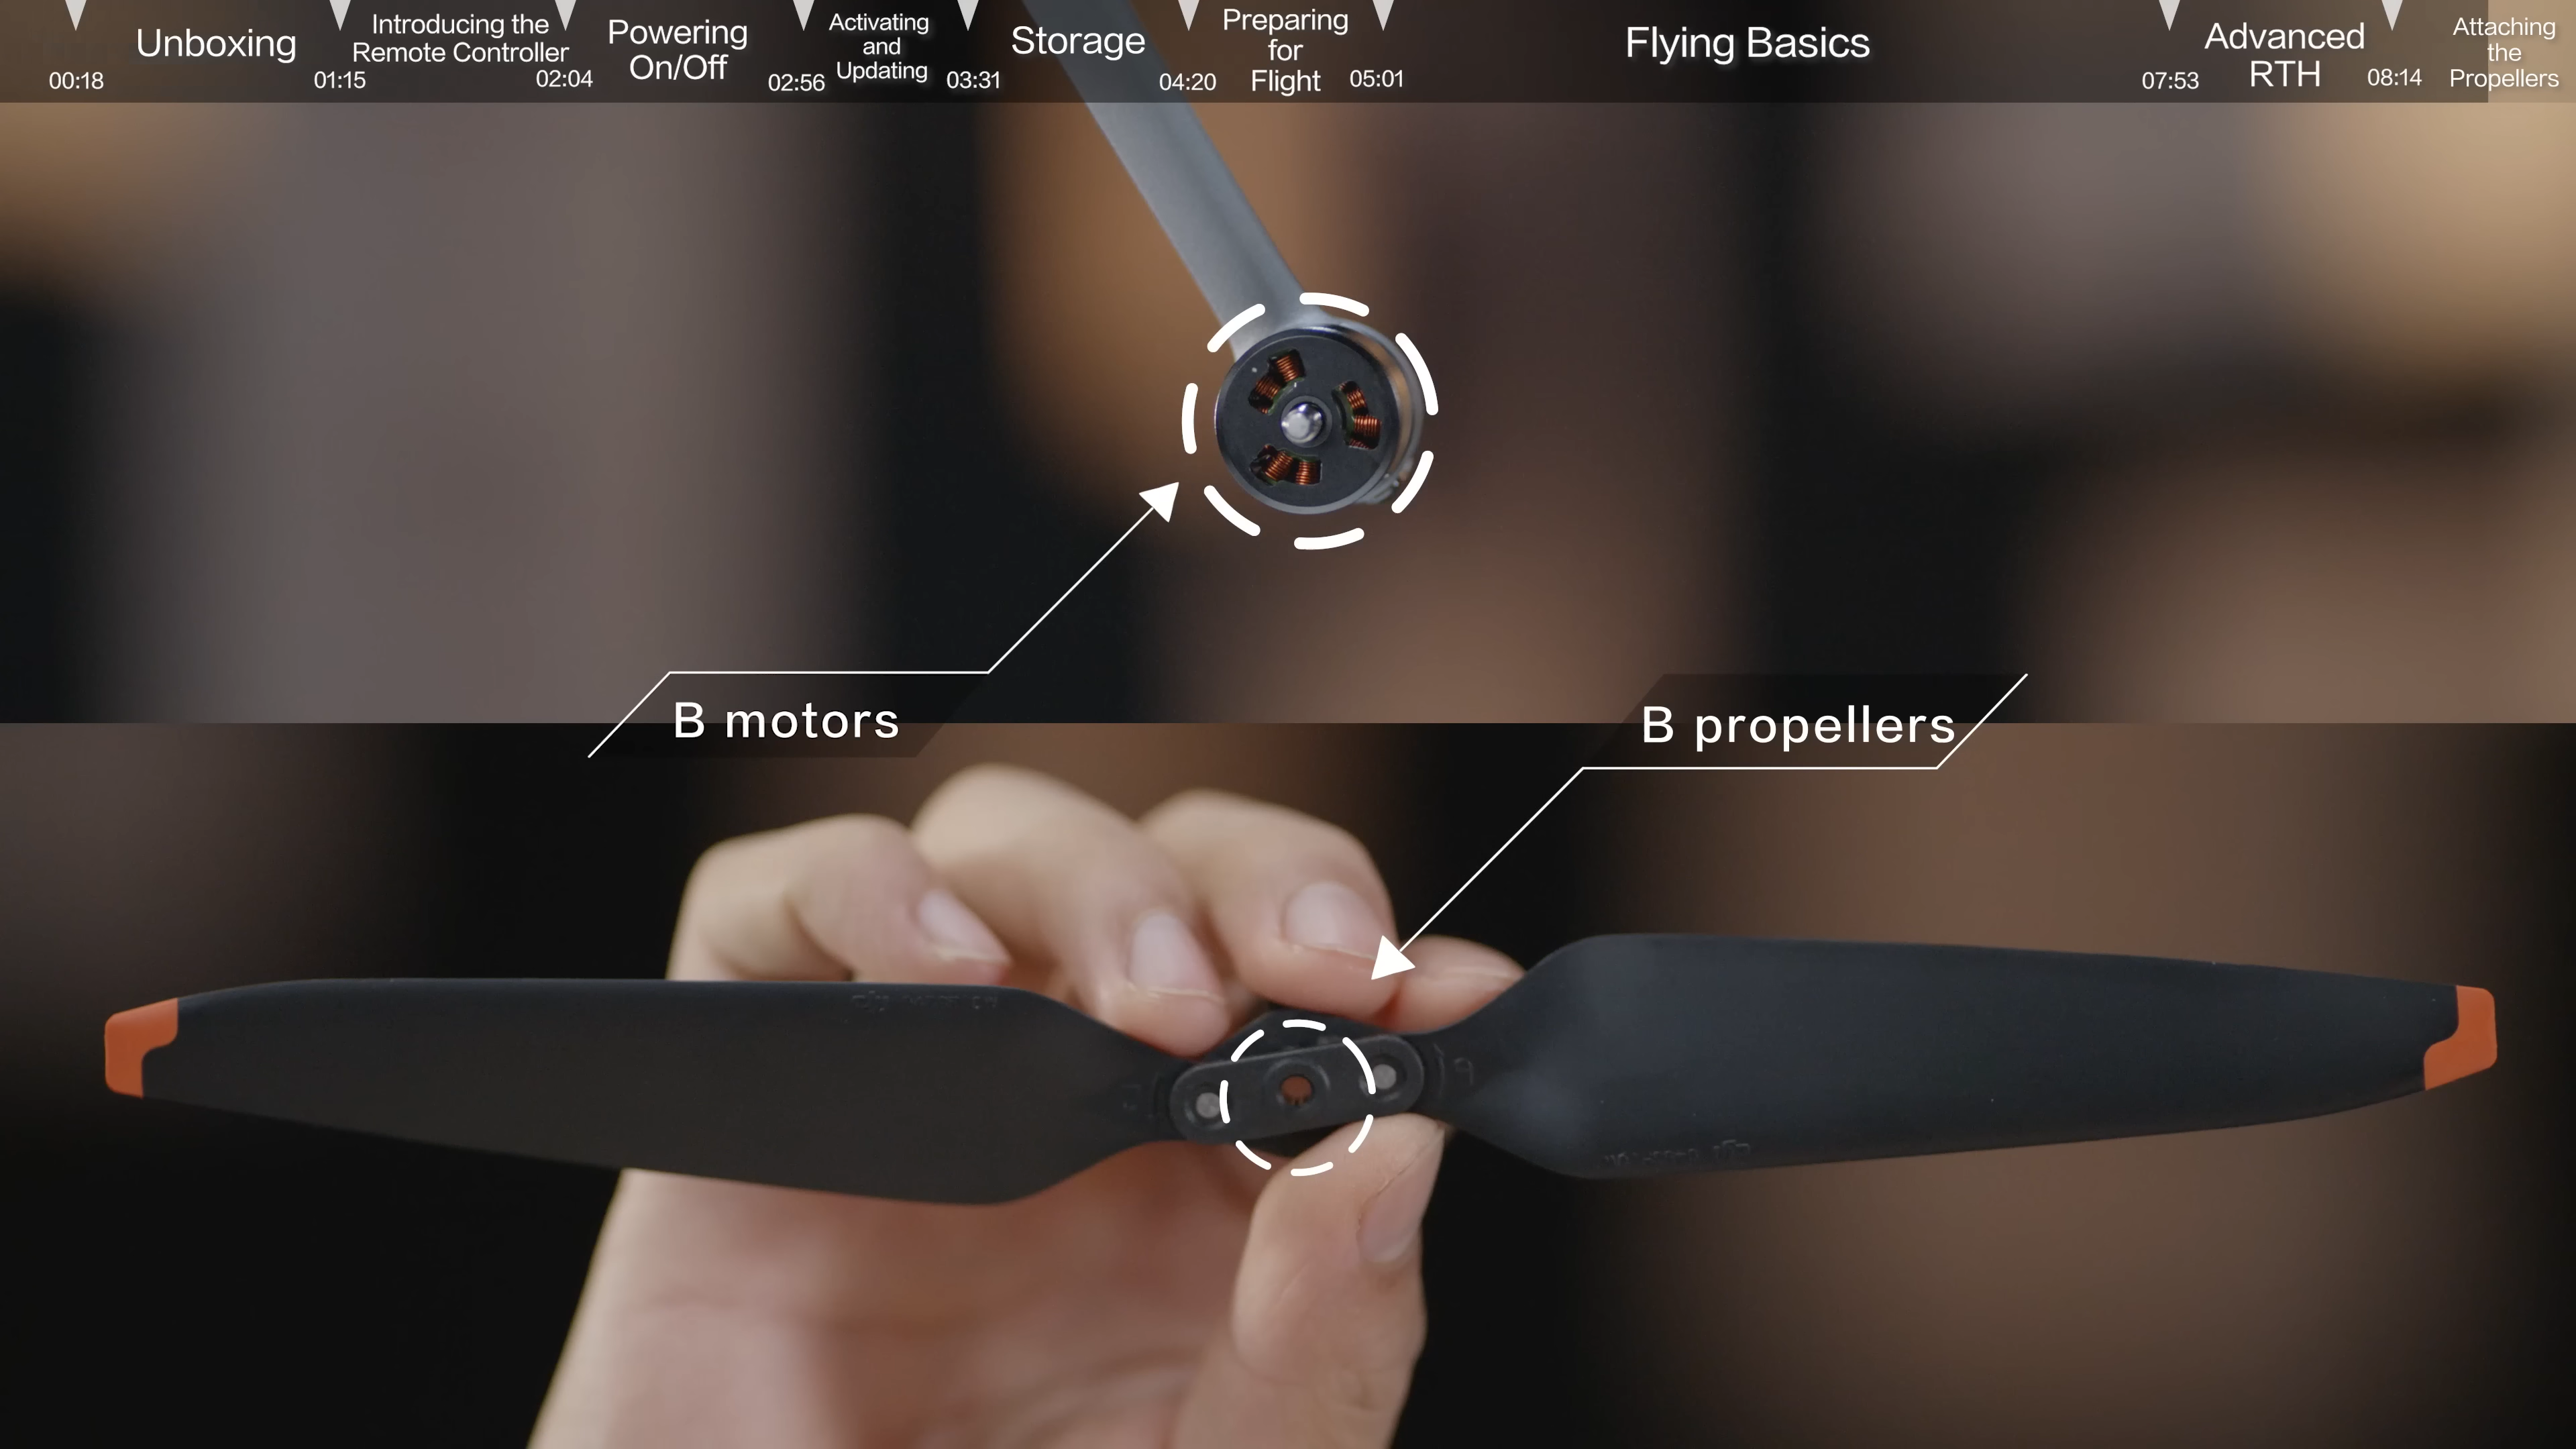 Unboxing
Introducing the
Remote Controller
Powering
On/Off
Activating
and
Updating
Storage
Preparing
for
Flight
Flying Basics
Advanced
RTH
Attaching
the
Propellers
00:18
01:15
02:04
02:56
03:31
04:20
05:01
07:53
08:14
B motors
B propellers